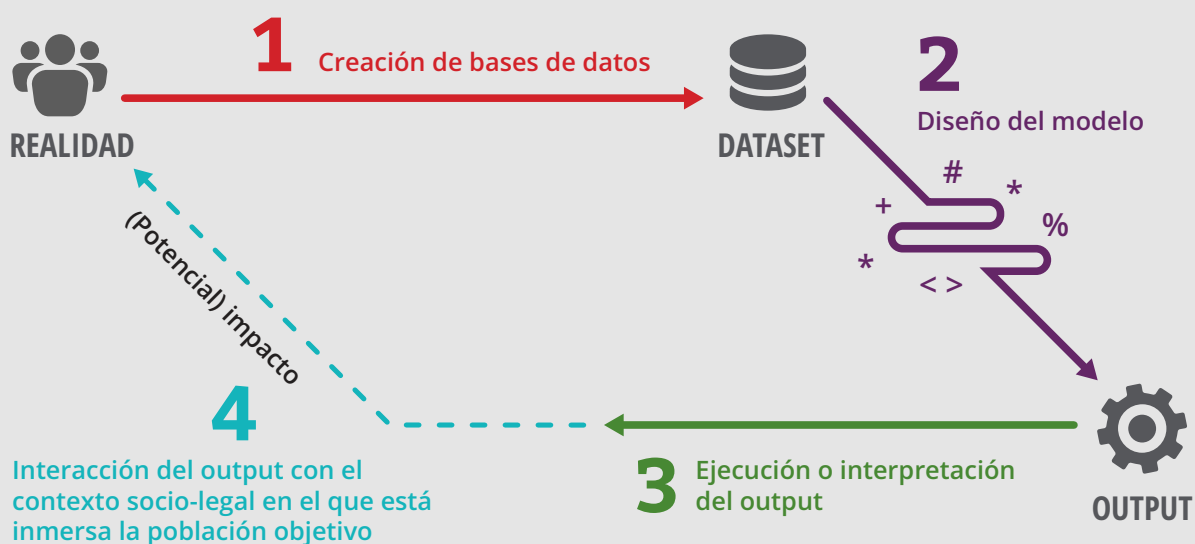 1
Creación de bases de datos
REALIDAD
DATASET
2
Diseño del modelo
#
*
+
%
*
< >
(Potencial) impacto
4
Interacción del output con el
contexto socio-legal en el que está
inmersa la población objetivo
3
Ejecución o interpretación
del output
OUTPUT